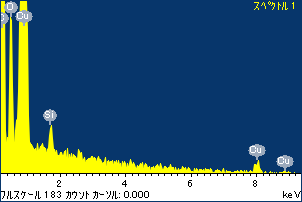 スペクトル 1
C O Cu
Si
Cu Cu
2 4 6 8 keV
フルスケール 183 カウント カーソル: 0.000